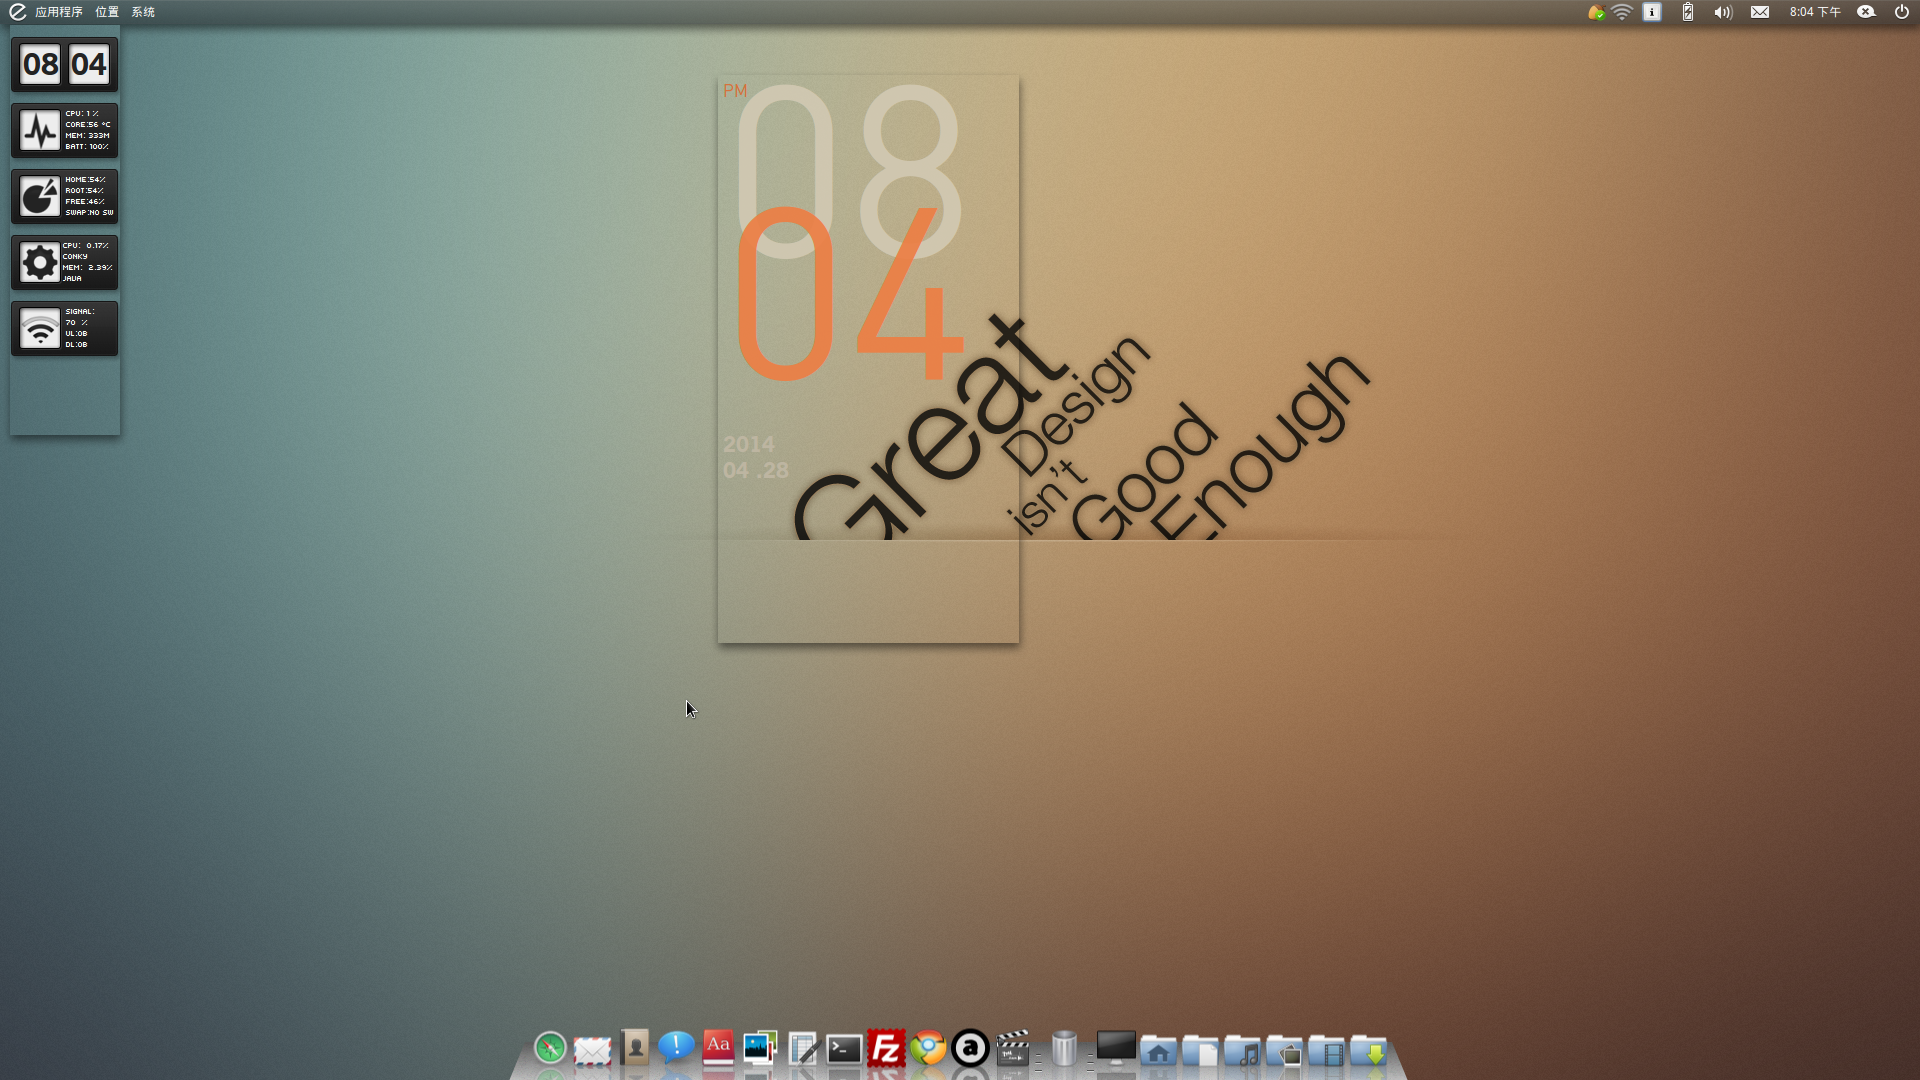 应用程序 位置 系统
8:04 下午
08 04
CPU: 1 %
CORE:56 °C
MEM: 333M
BATT: 100%
HOME:54%
ROOT:54%
FREE:46%
SWAP:NO SW
CPU: 0.17%
CONKY
MEM: 2.39%
JAVA
SIGNAL:
70 %
UL:0B
DL:0B
PM
08
04
2014
04 .28
Great
Design
isn't
Good
Enough
Aa
FZ
a